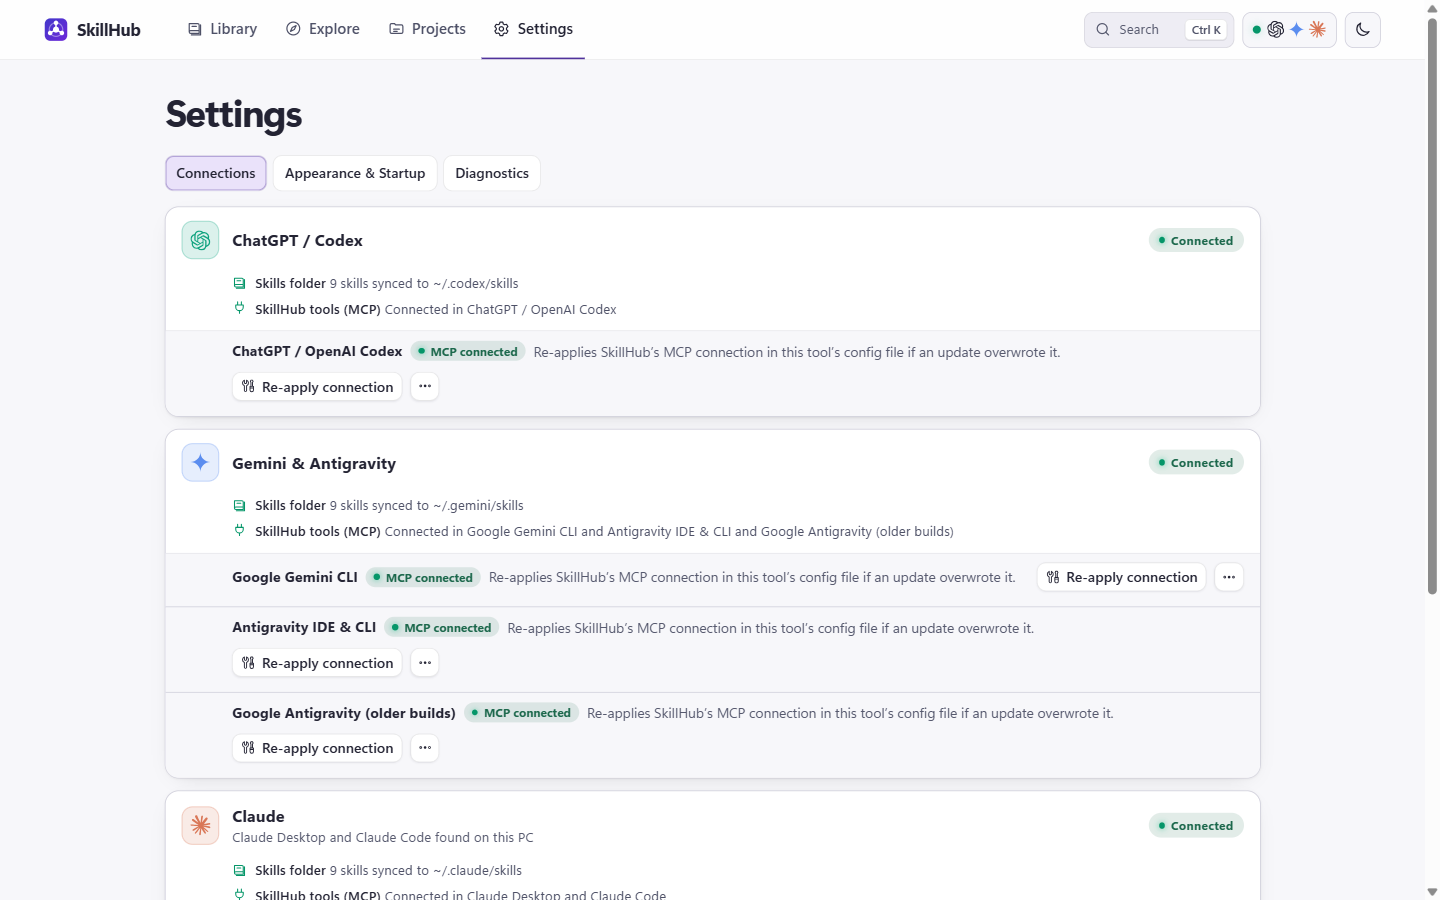 SkillHub
Library
Explore
Projects
Settings
Search
Ctrl K
Settings
Connections
Appearance & Startup
Diagnostics
ChatGPT / Codex
Connected
Skills folder 9 skills synced to ~/.codex/skills
SkillHub tools (MCP) Connected in ChatGPT / OpenAI Codex
ChatGPT / OpenAI Codex MCP connected Re-applies SkillHub’s MCP connection in this tool’s config file if an update overwrote it.
Re-apply connection
Gemini & Antigravity
Connected
Skills folder 9 skills synced to ~/.gemini/skills
SkillHub tools (MCP) Connected in Google Gemini CLI and Antigravity IDE & CLI and Google Antigravity (older builds)
Google Gemini CLI MCP connected Re-applies SkillHub’s MCP connection in this tool’s config file if an update overwrote it. Re-apply connection
Antigravity IDE & CLI MCP connected Re-applies SkillHub’s MCP connection in this tool’s config file if an update overwrote it.
Re-apply connection
Google Antigravity (older builds) MCP connected Re-applies SkillHub’s MCP connection in this tool’s config file if an update overwrote it.
Re-apply connection
Claude
Claude Desktop and Claude Code found on this PC
Connected
Skills folder 9 skills synced to ~/.claude/skills
SkillHub tools (MCP) Connected in Claude Desktop and Claude Code